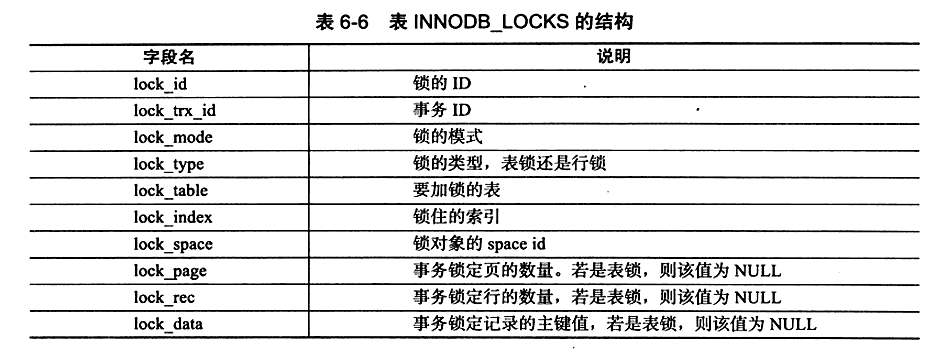 表 6-6 表 INNODB_LOCKS 的结构
字段名 说明
lock_id 锁的 ID
lock_trx_id 事务 ID
lock_mode 锁的模式
lock_type 锁的类型，表锁还是行锁
lock_table 要加锁的表
lock_index 锁住的索引
lock_space 锁对象的 space id
lock_page 事务锁定页的数量。若是表锁，则该值为 NULL
lock_rec 事务锁定行的数量，若是表锁，则该值为 NULL
lock_data 事务锁定记录的主键值，若是表锁，则该值为 NULL